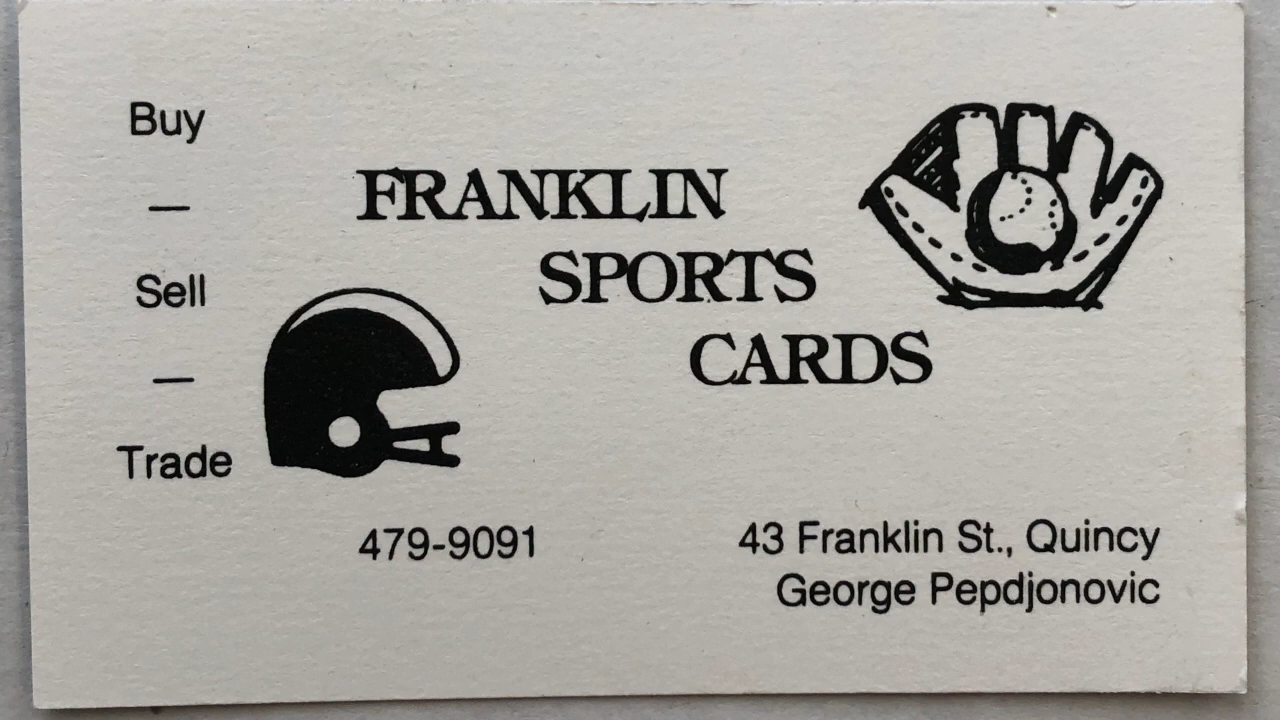 Buy
—
Sell
—
Trade
FRANKLIN
SPORTS
CARDS
479-9091
43 Franklin St., Quincy
George Pepdjonovic